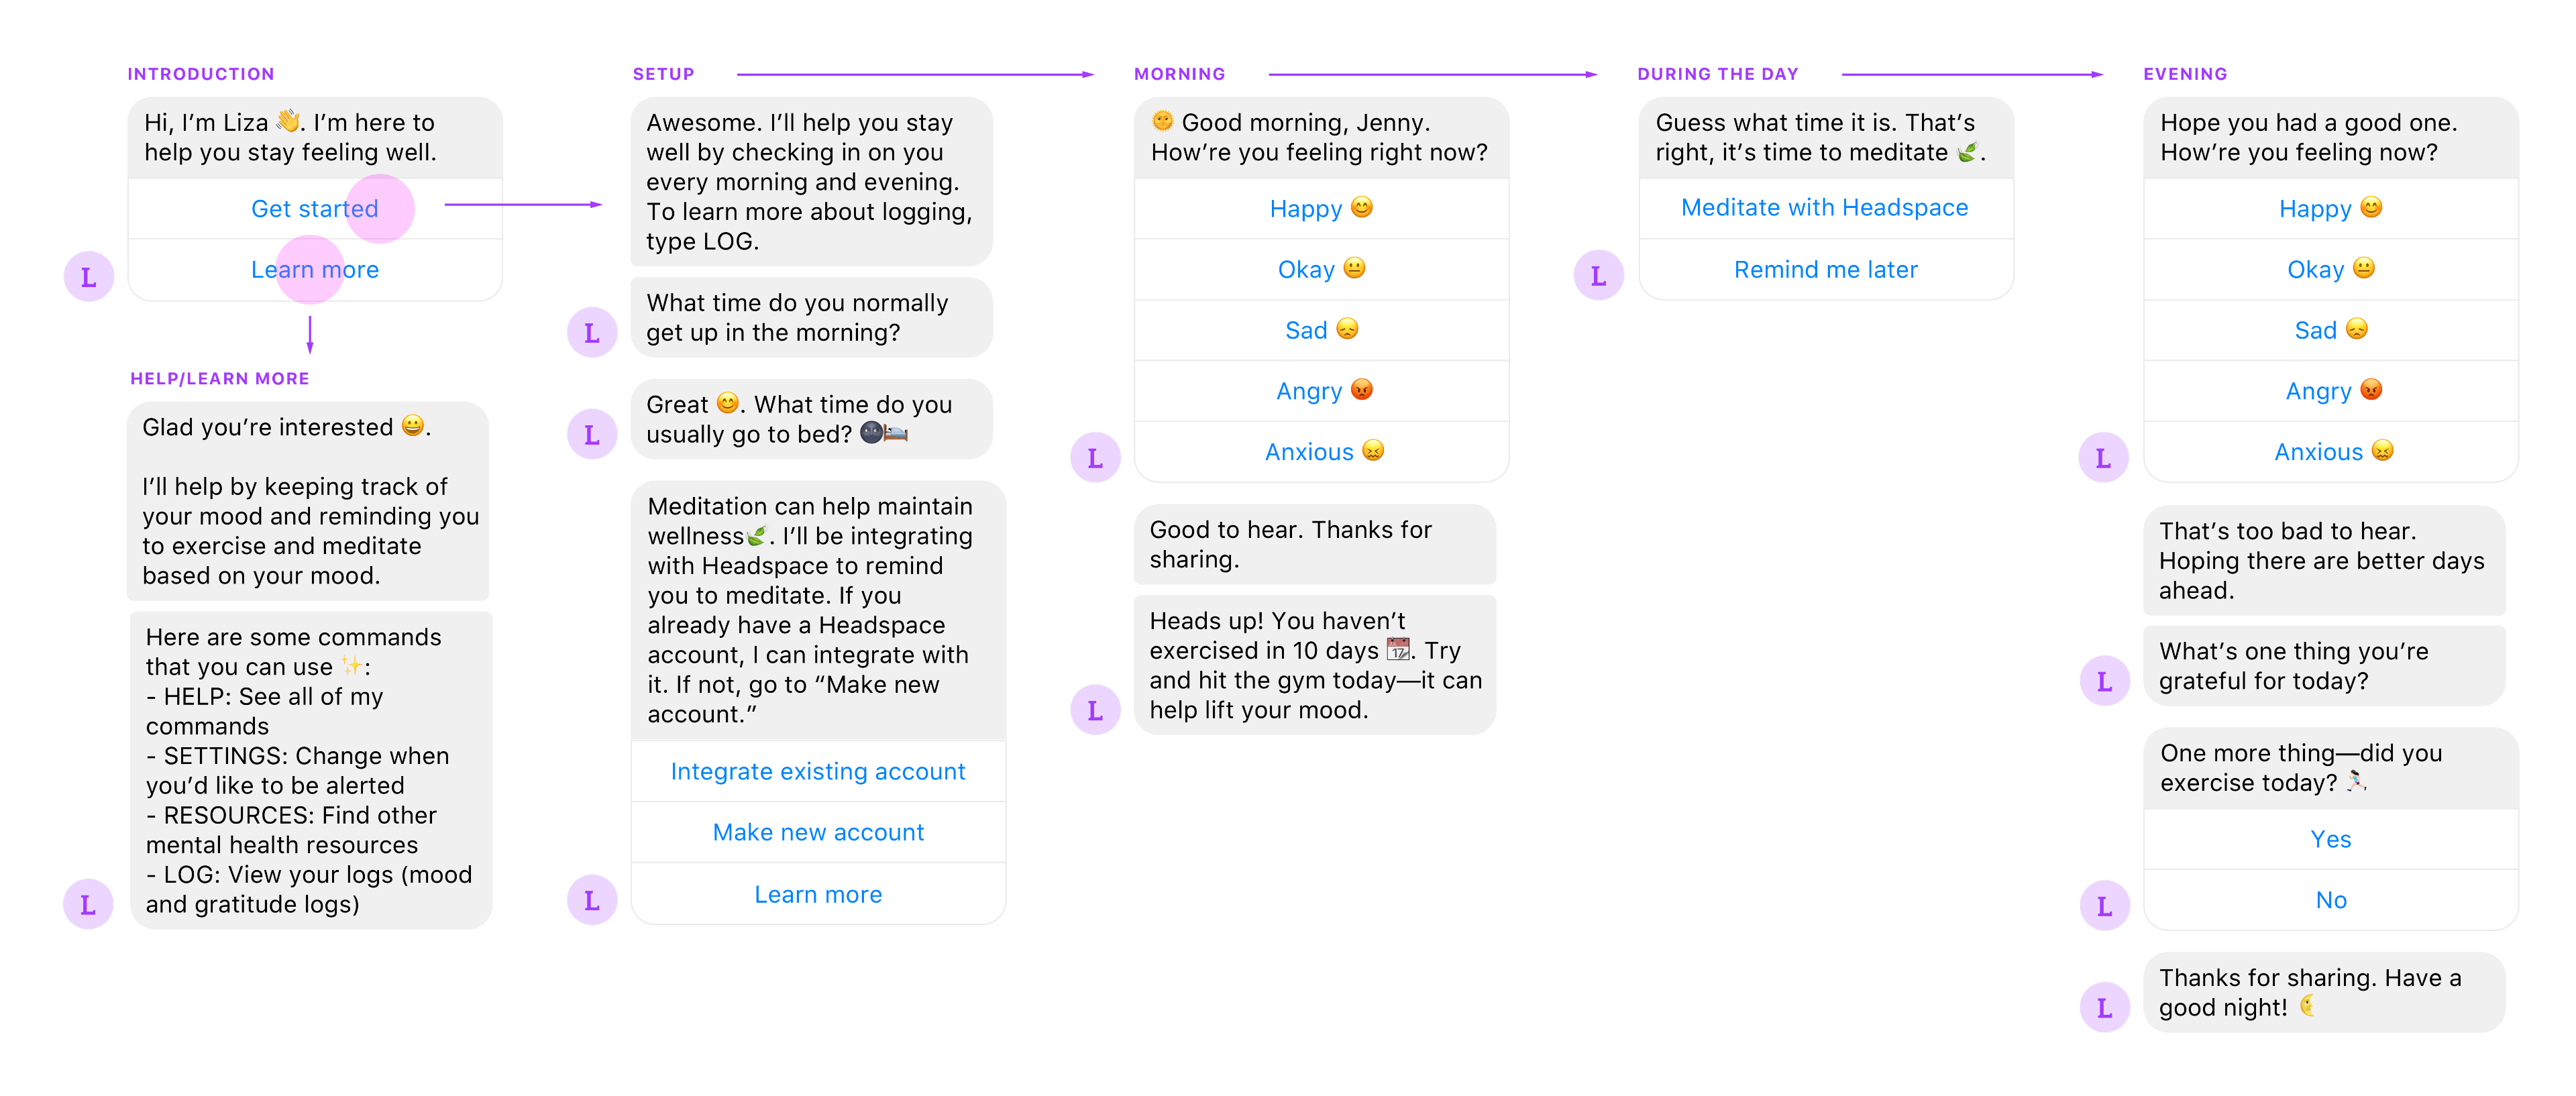 INTRODUCTION
Hi, I’m Liza 👋. I’m here to
help you stay feeling well.
Get started
Learn more
L
HELP/LEARN MORE
Glad you’re interested 😀.
I’ll help by keeping track of
your mood and reminding you
to exercise and meditate
based on your mood.
Here are some commands
that you can use ✨:
- HELP: See all of my
commands
- SETTINGS: Change when
you’d like to be alerted
- RESOURCES: Find other
mental health resources
- LOG: View your logs (mood
and gratitude logs)
L
SETUP
Awesome. I’ll help you stay
well by checking in on you
every morning and evening.
To learn more about logging,
type LOG.
What time do you normally
get up in the morning?
L
Great 😊. What time do you
usually go to bed? 🌚🛏
L
Meditation can help maintain
wellness🍃. I’ll be integrating
with Headspace to remind
you to meditate. If you
already have a Headspace
account, I can integrate with
it. If not, go to “Make new
account.”
Integrate existing account
Make new account
Learn more
L
MORNING
🌞 Good morning, Jenny.
How’re you feeling right now?
Happy 😊
Okay 😐
Sad 😞
Angry 😡
Anxious 😖
L
Good to hear. Thanks for
sharing.
Heads up! You haven’t
exercised in 10 days 📆. Try
and hit the gym today—it can
help lift your mood.
L
DURING THE DAY
Guess what time it is. That’s
right, it’s time to meditate 🍃.
Meditate with Headspace
Remind me later
L
EVENING
Hope you had a good one.
How’re you feeling now?
Happy 😊
Okay 😐
Sad 😞
Angry 😡
Anxious 😖
L
That’s too bad to hear.
Hoping there are better days
ahead.
What’s one thing you’re
grateful for today?
L
One more thing—did you
exercise today? 🏃🏻‍♀️
Yes
No
L
Thanks for sharing. Have a
good night! 🌜
L